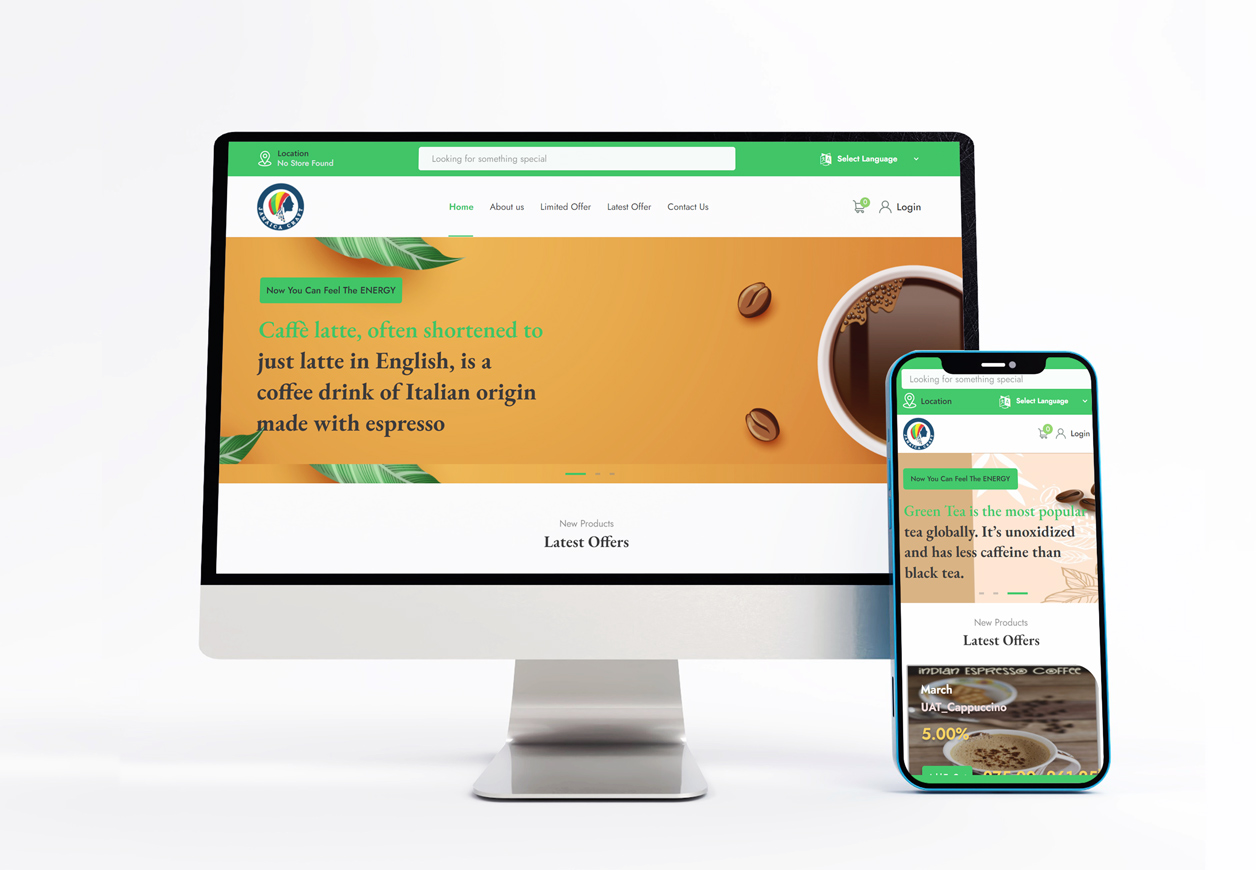 Location
No Store Found
Looking for something special
Select Language
JAMAICA CRAFT
Home
About us
Limited Offer
Latest Offer
Contact Us
0
Login
Now You Can Feel The ENERGY
Caffè latte, often shortened to
just latte in English, is a
coffee drink of Italian origin
made with espresso
New Products
Latest Offers
Looking for something special
Location
Select Language
0
Login
Now You Can Feel The ENERGY
Green Tea is the most popular
tea globally. It's unoxidized
and has less caffeine than
black tea.
New Products
Latest Offers
INDIAN ESPRESSO COFFEE
March
UAT_Cappuccino
5.00%